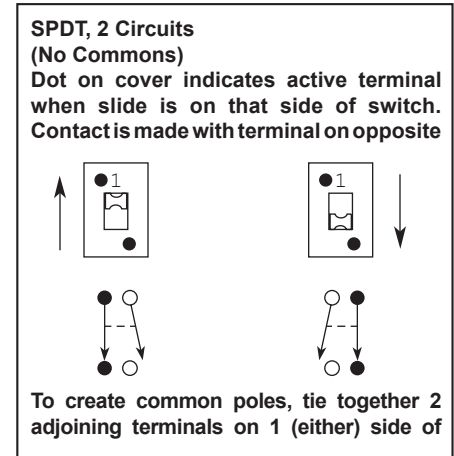 SPDT, 2 Circuits
(No Commons)
Dot on cover indicates active terminal
when slide is on that side of switch.
Contact is made with terminal on opposite
1
1
To create common poles, tie together 2
adjoining terminals on 1 (either) side of